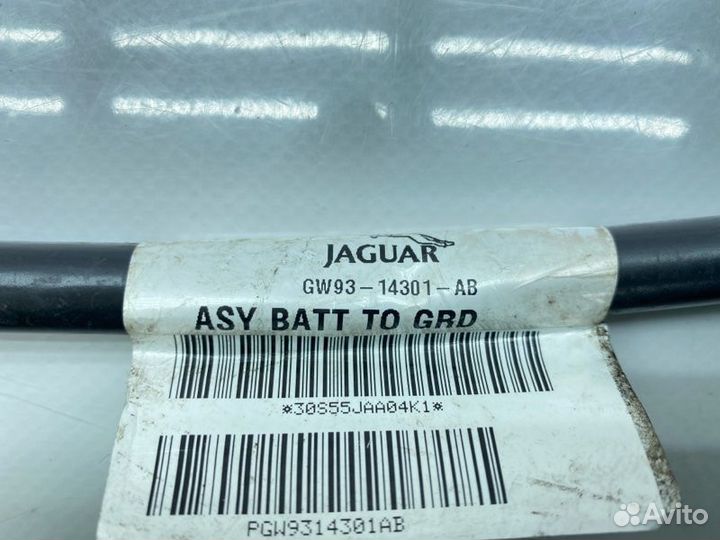 JAGUAR
GW93-14301-AB
ASY BATT TO GRD
*30S55JAA04K1*
PGW9314301AB
Avito